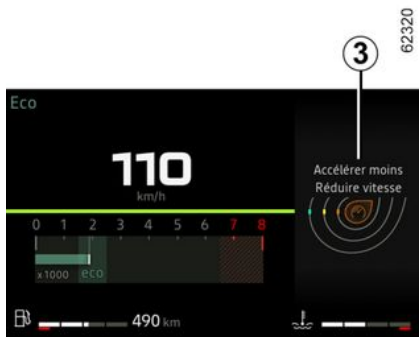 62320
3
Eco
110
km/h
Accélérer moins
Réduire vitesse
0 1 2 3 4 5 6 7 8
x 1000 eco
490 km